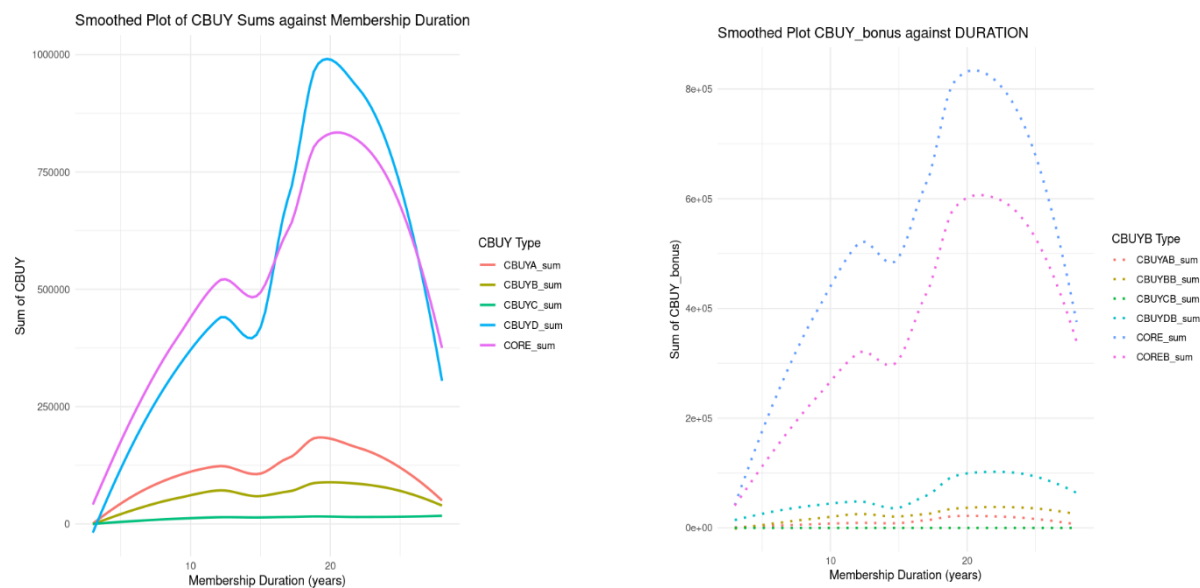 Smoothed Plot of CBUY Sums against Membership Duration
1000000
750000
500000
250000
0
Sum of CBUY
10
20
Membership Duration (years)
CBUY Type
CBUYA_sum
CBUYB_sum
CBUYC_sum
CBUYD_sum
CORE_sum
Smoothed Plot CBUY_bonus against DURATION
8e+05
6e+05
4e+05
2e+05
0e+00
Sum of CBUY_bonus)
10
20
Membership Duration (years)
CBUYB Type
CBUYAB_sum
CBUYBB_sum
CBUYCB_sum
CBUYDB_sum
CORE_sum
COREB_sum